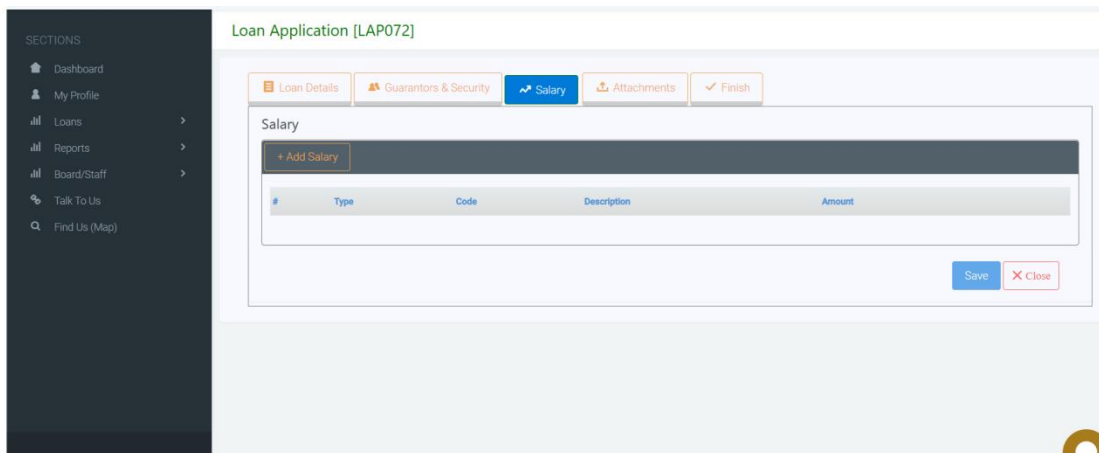 SECTIONS
Dashboard
My Profile
Loans
Reports
Board/Staff
Talk To Us
Find Us (Map)
Loan Application [LAP072]
Loan Details Guarantors & Security Salary Attachments Finish
Salary
+ Add Salary
# Type Code Description Amount
Save X Close